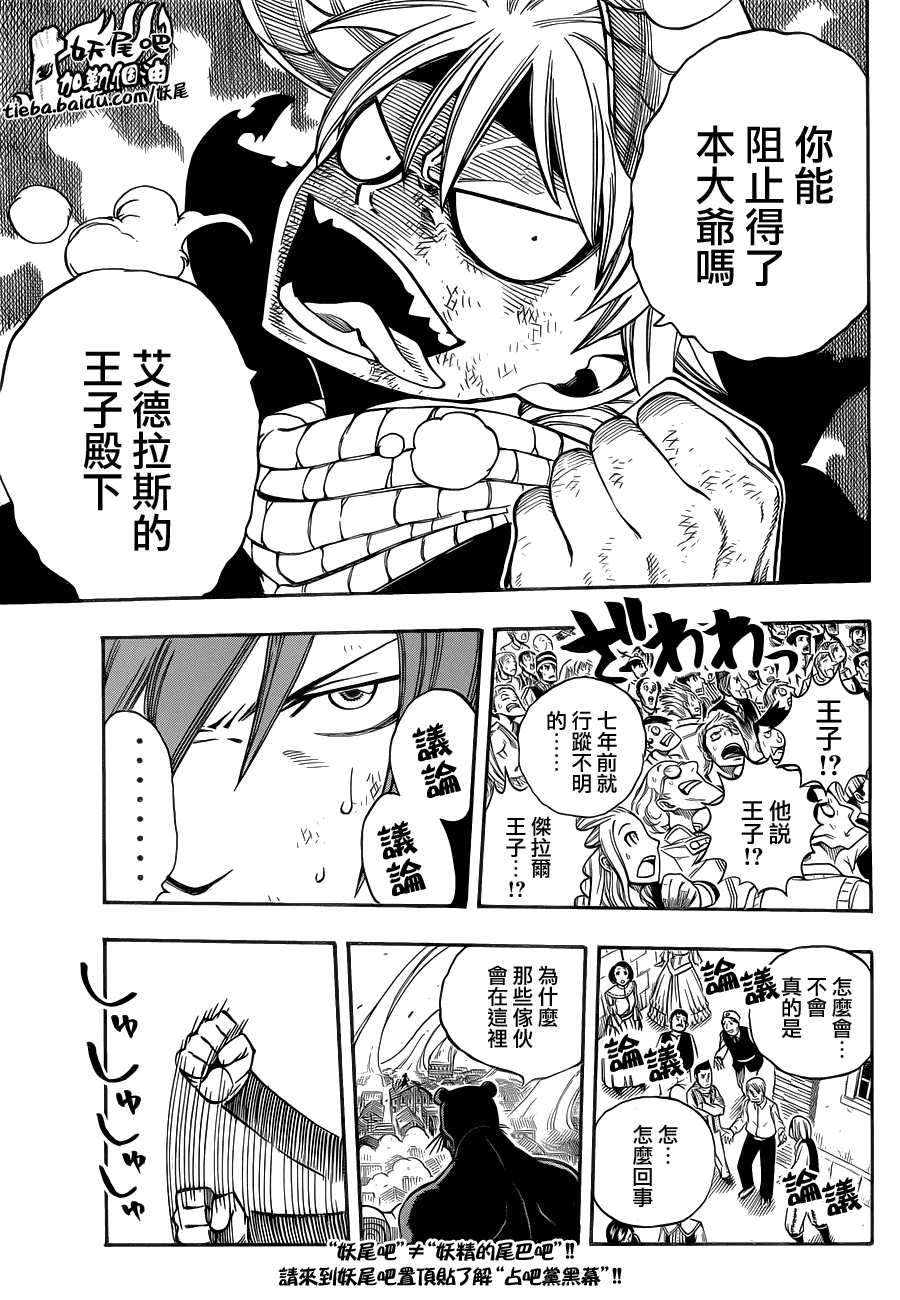 妖尾吧
加勒個油
tieba.baidu.com/妖尾
你能
阻止得了
本大爺嗎
艾德拉斯的
王子殿下
ざわわっ
王子!?
他説
王子!?
七年前就
行蹤不明
的……
傑拉爾
王子…!?
議論
議論
・・・・・・・
怎麼會…
不會
真的是
議論
議論
怎…
怎麼回事
議論
為什麼
那些傢伙
會在這裡
しゅ
しゅ
しゅ
しゅ
“妖尾吧”≠“妖精的尾巴吧”!!
請來到妖尾吧置頂貼了解“占吧黨黑幕”!!